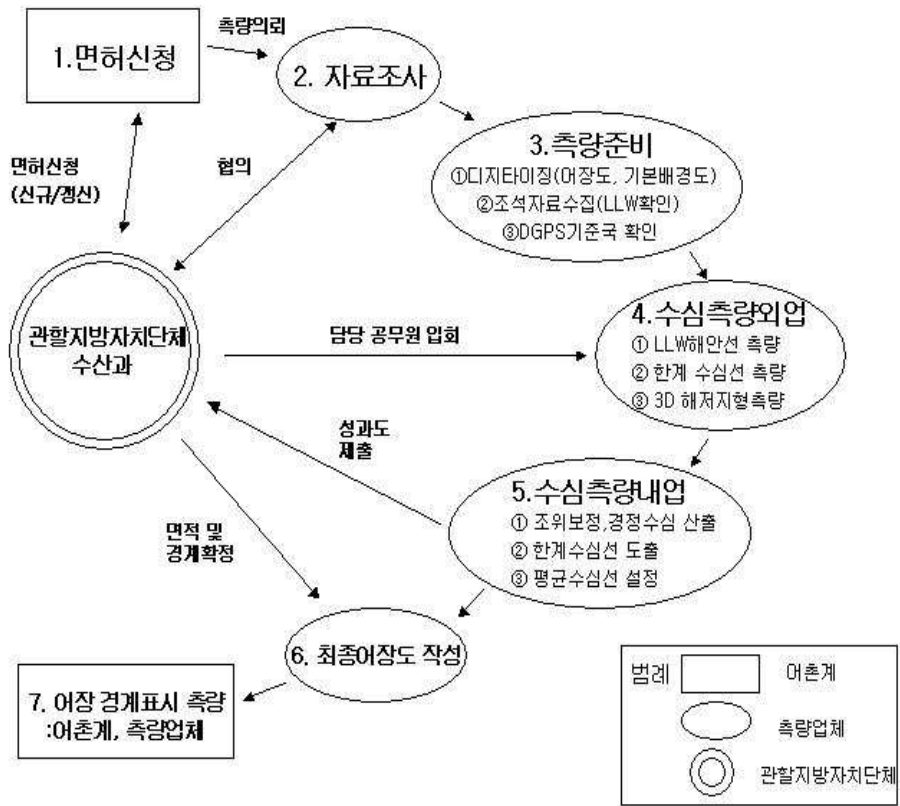 측량의뢰
1.면허신청
2. 자료조사
3.측량준비
①디지타이징(어장도, 기본배경도)
②조석자료수집(LLW확인)
③DGPS기준국 확인
면허신청
(신규/갱신)
협의
관할지방자치단체
수산과
담당 공무원 입회
4.수심측량외업
① LLW해안선 측량
② 한계 수심선 측량
③ 3D 해저지형측량
성과도
제출
5.수심측량내업
① 조위보정,경정수심 산출
② 한계수심선 도출
③ 평균수심선 설정
면적 및
경계확정
6. 최종어장도 작성
7. 어장 경계표시 측량
:어촌계, 측량업체
범례
어촌계
측량업체
관할지방자치단체